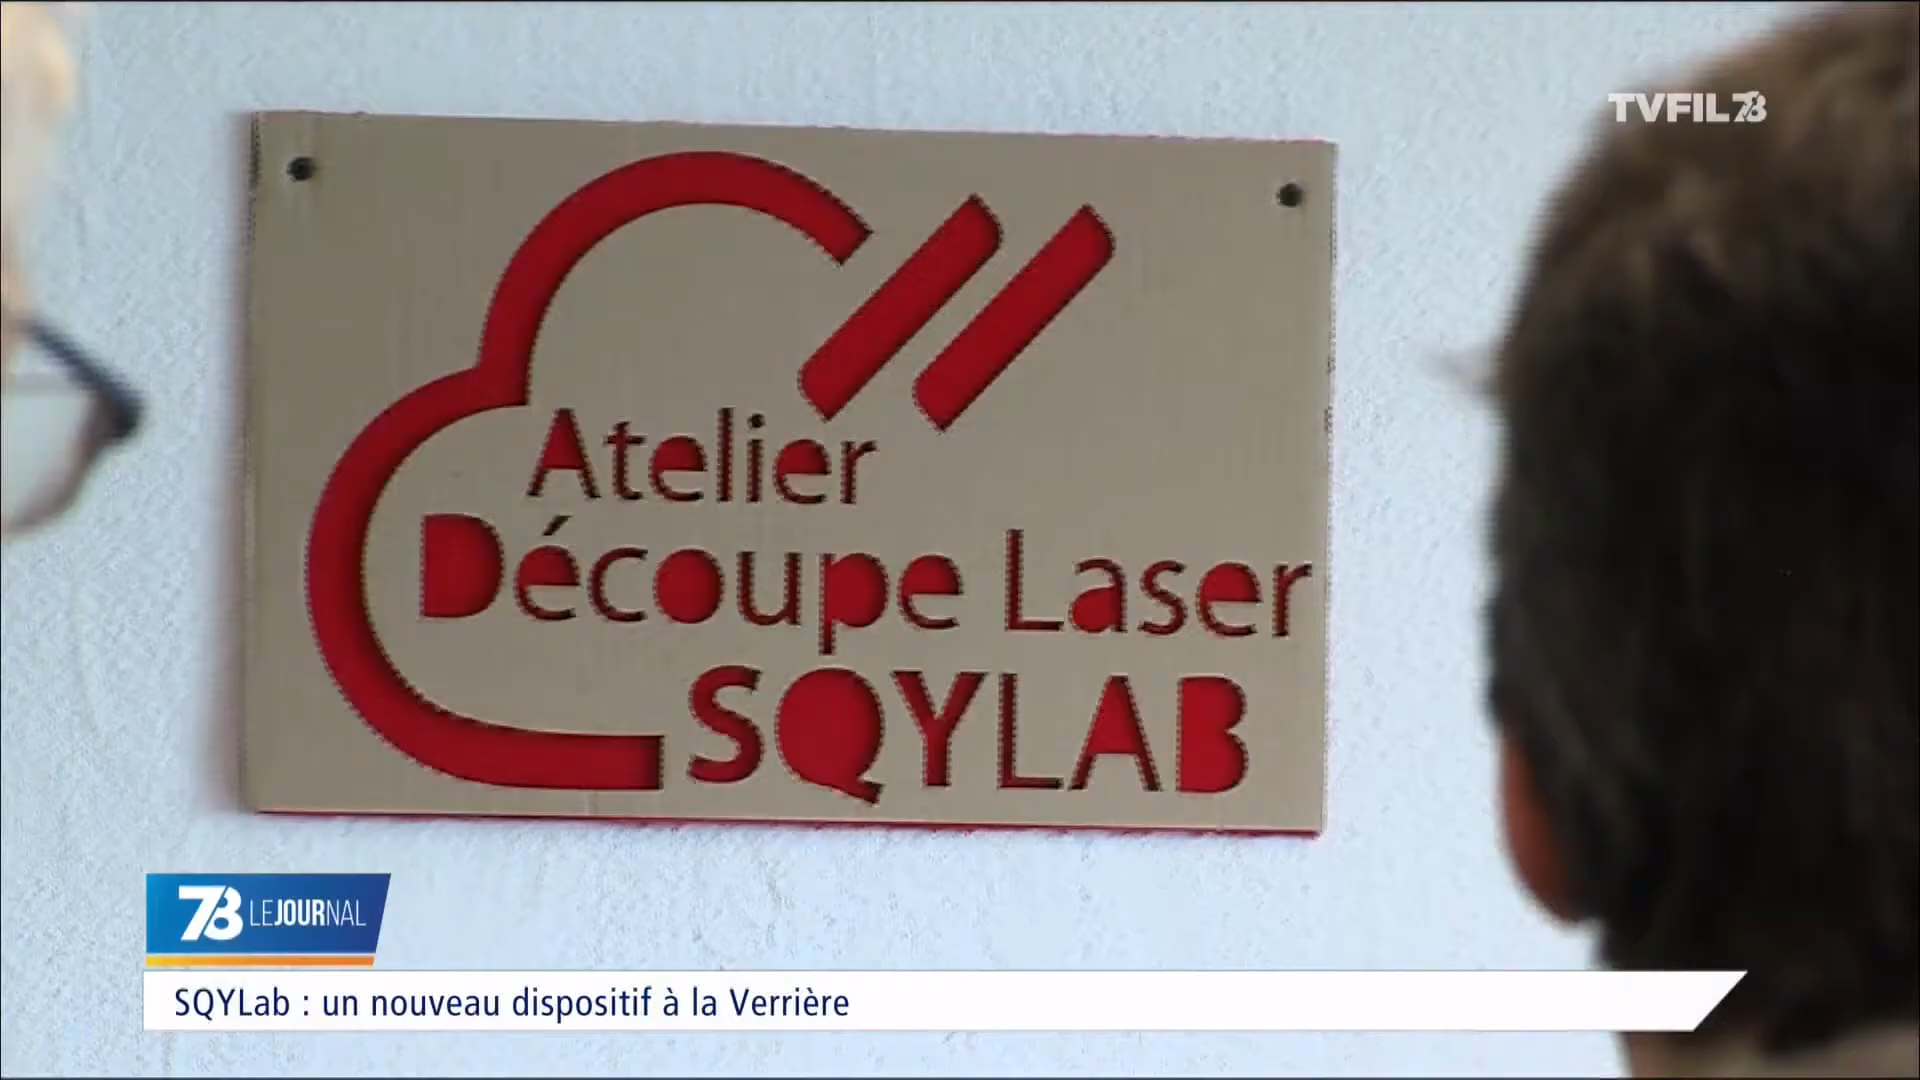 TVFIL78
Atelier
Découpe Laser
SQYLAB
78 LEJOURNAL
SQYLab : un nouveau dispositif à la Verrière